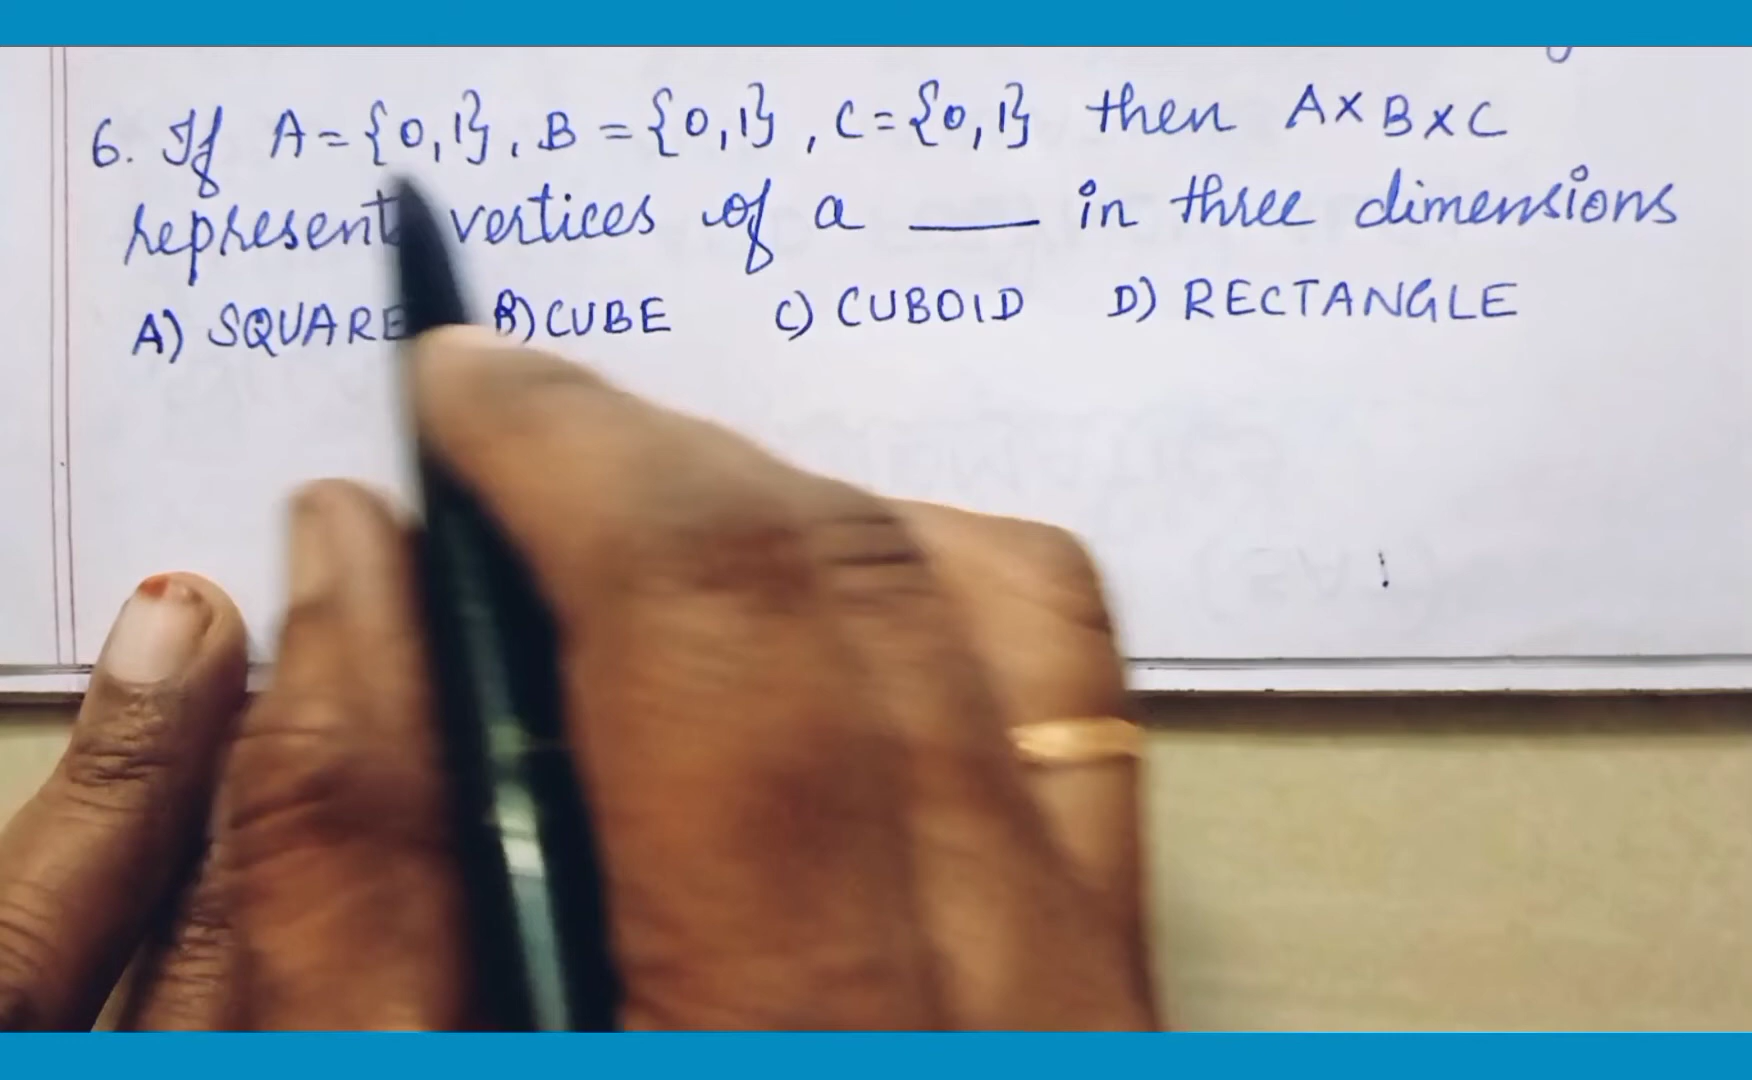 6. If A = {0,1}, B = {0,1}, C = {0,1} then A×B×C
represent vertices of a ____ in three dimensions
A) SQUARE B) CUBE C) CUBOID D) RECTANGLE